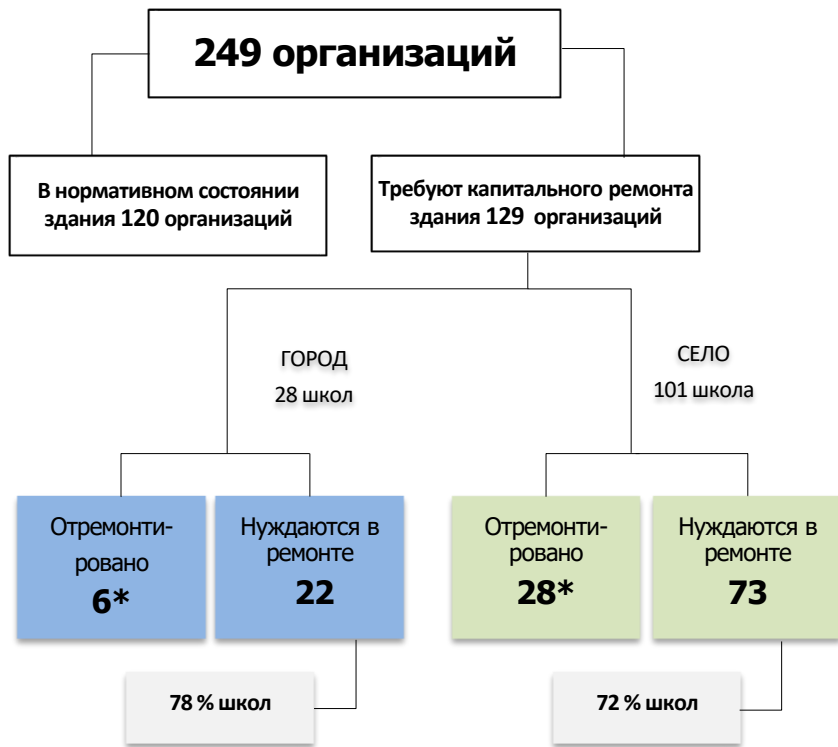 249 организаций
В нормативном состоянии
здания 120 организаций
Требуют капитального ремонта
здания 129 организаций
ГОРОД
28 школ
СЕЛО
101 школа
Отремонти-
ровано
6*
Нуждаются в
ремонте
22
Отремонти-
ровано
28*
Нуждаются в
ремонте
73
78 % школ
72 % школ